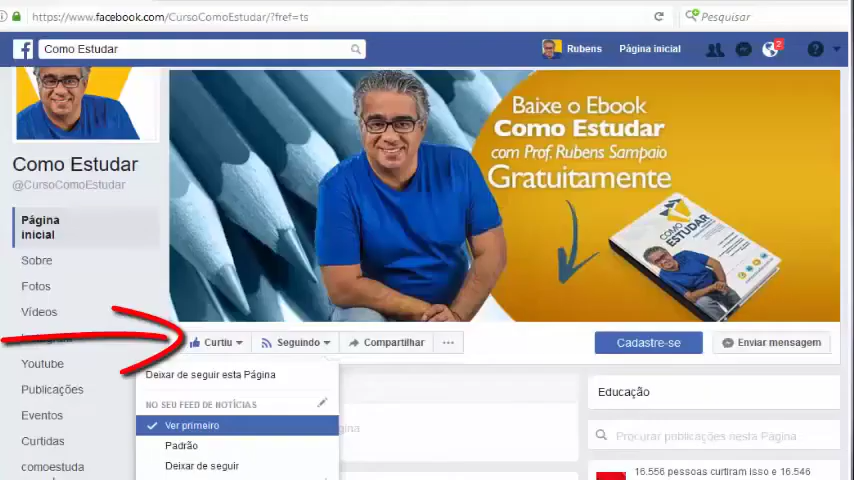 https://www.facebook.com/CursoComoEstudar/?fref=ts
Pesquisar
Como Estudar
Rubens
Página inicial
2
Baixe o Ebook
Como Estudar
com Prof. Rubens Sampaio
Gratuitamente
COMO
ESTUDAR
Como Estudar
@CursoComoEstudar
Página
inicial
Sobre
Fotos
Vídeos
Youtube
Publicações
Eventos
Curtidas
comoestuda
Curtiu
Seguindo
Compartilhar
Cadastre-se
Enviar mensagem
Deixar de seguir esta Página
NO SEU FEED DE NOTÍCIAS
Ver primeiro
Padrão
Deixar de seguir
Educação
Procurar publicações nesta Página
16.556 pessoas curtiram isso e 16.546